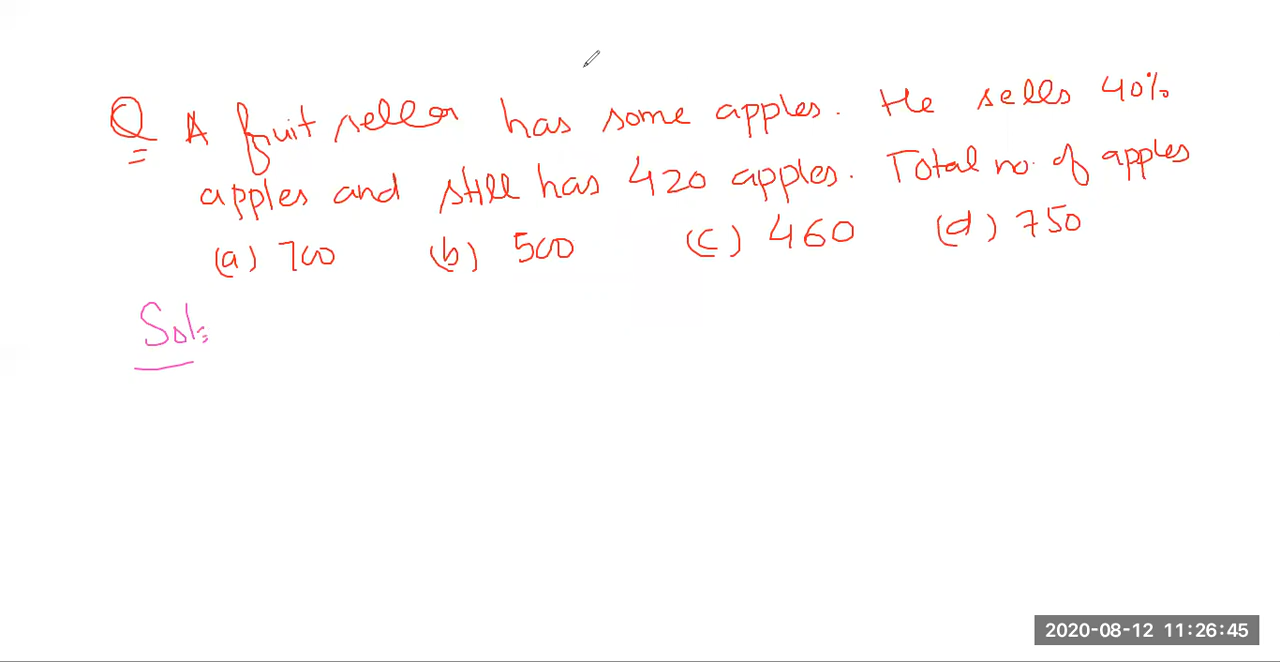 Q A fruit seller has some apples. He sells 40%
apples and still has 420 apples. Total no. of apples
(a) 700 (b) 500 (c) 460 (d) 750
Sol:
2020-08-12 11:26:45